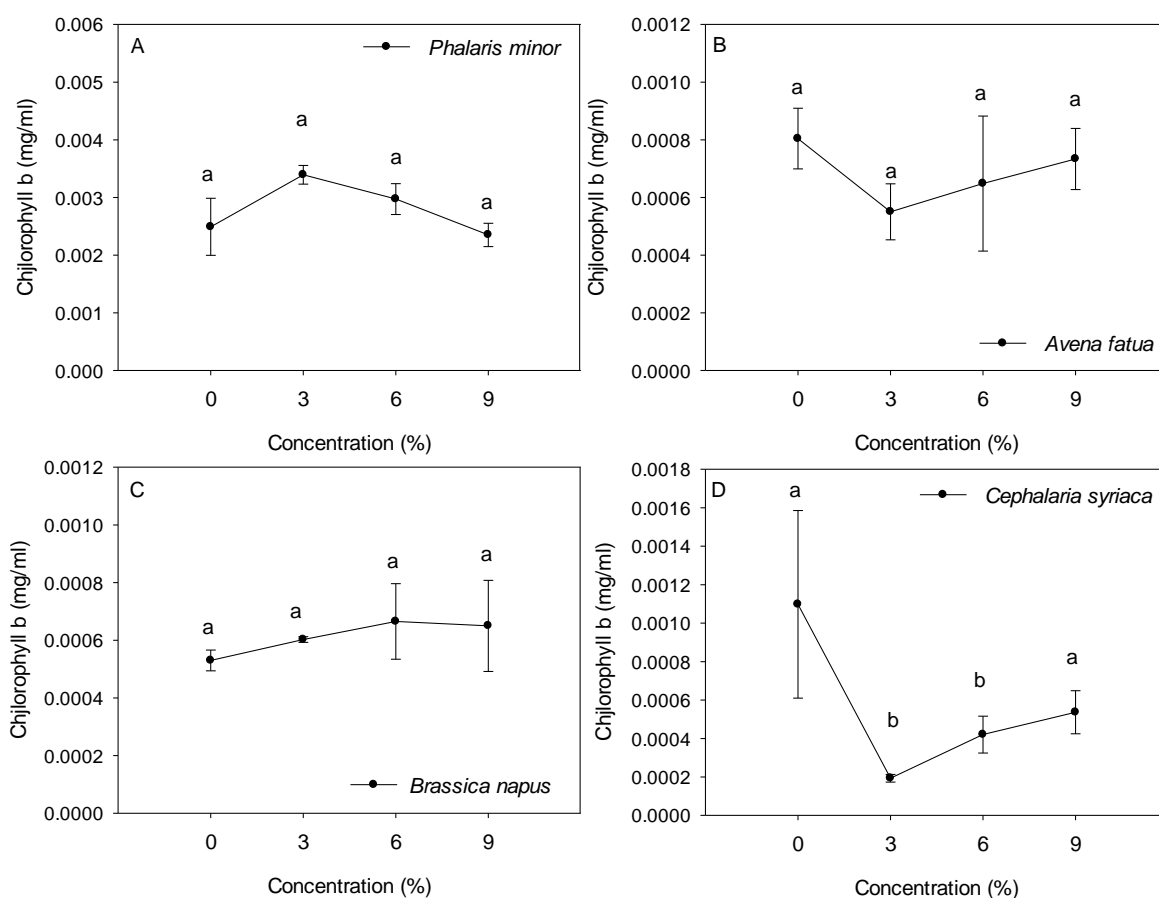 A
Phalaris minor
Chjlorophyll b (mg/ml)
0.006
0.005
0.004
0.003
0.002
0.001
0.000
a
a
a
a
0
3
6
9
Concentration (%)
B
Avena fatua
Chjlorophyll b (mg/ml)
0.0012
0.0010
0.0008
0.0006
0.0004
0.0002
0.0000
a
a
a
a
0
3
6
9
Concentration (%)
C
Brassica napus
Chjlorophyll b (mg/ml)
0.0012
0.0010
0.0008
0.0006
0.0004
0.0002
0.0000
a
a
a
a
0
3
6
9
Concentration (%)
D
Cephalaria syriaca
Chjlorophyll b (mg/ml)
0.0018
0.0016
0.0014
0.0012
0.0010
0.0008
0.0006
0.0004
0.0002
0.0000
a
b
b
a
0
3
6
9
Concentration (%)